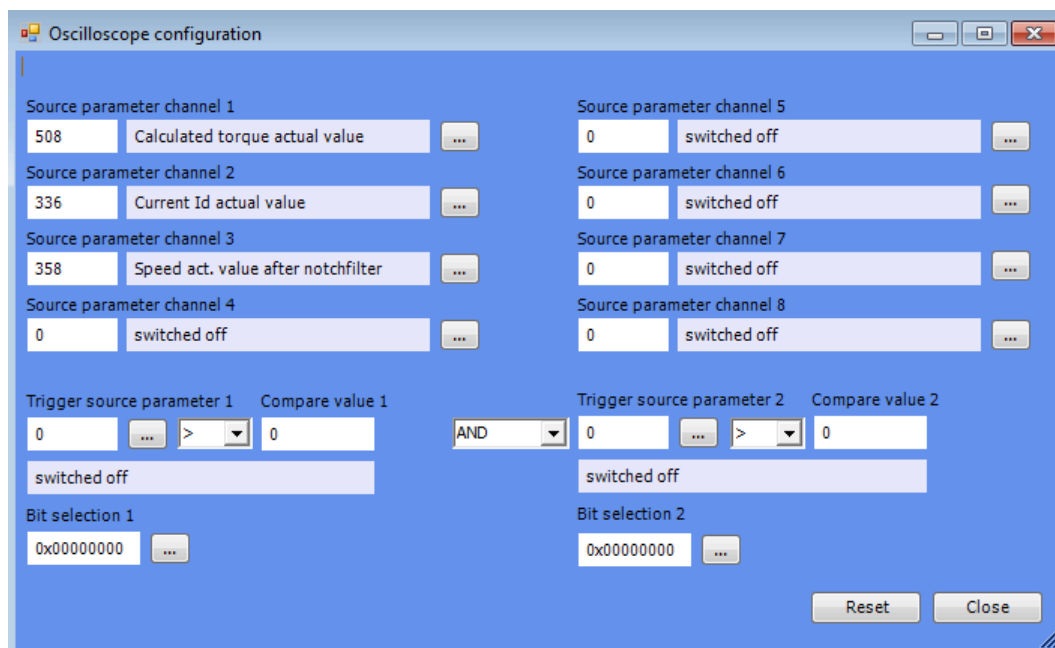 Oscilloscope configuration
Source parameter channel 1
508 Calculated torque actual value ...
Source parameter channel 2
336 Current Id actual value ...
Source parameter channel 3
358 Speed act. value after notchfilter ...
Source parameter channel 4
0 switched off ...
Source parameter channel 5
0 switched off ...
Source parameter channel 6
0 switched off ...
Source parameter channel 7
0 switched off ...
Source parameter channel 8
0 switched off ...
Trigger source parameter 1 Compare value 1
0 ... > 0
switched off
Bit selection 1
0x00000000 ...
AND
Trigger source parameter 2 Compare value 2
0 ... > 0
switched off
Bit selection 2
0x00000000 ...
Reset Close